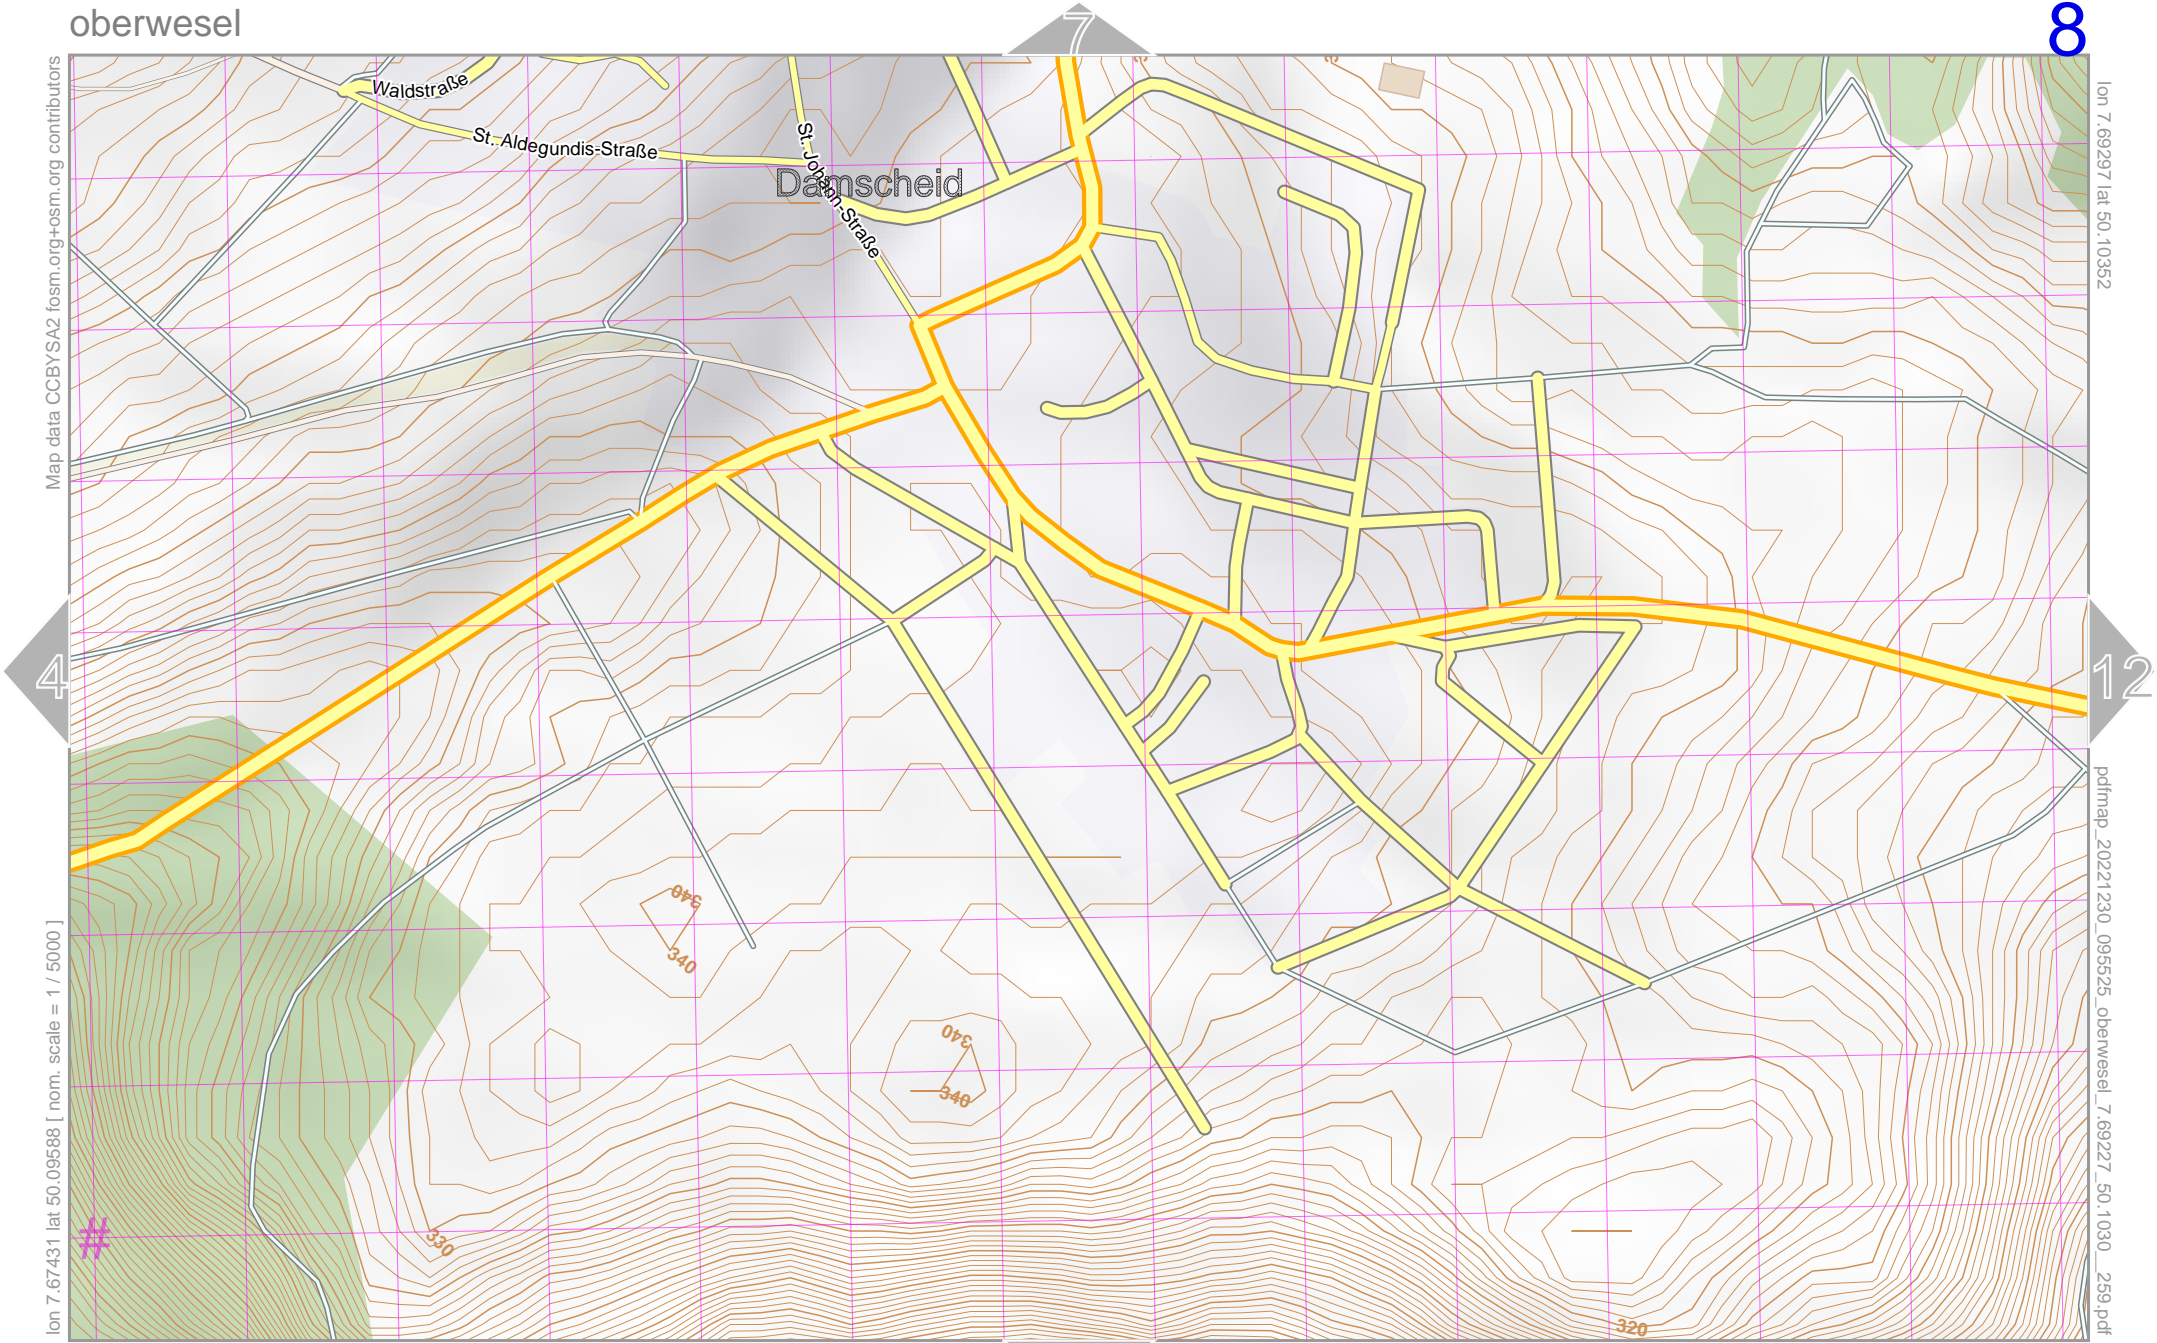 oberwesel
7
8
Map data CCBYSA2 fosm.org+osm.org contributors
lon 7.67431 lat 50.09588 [ nom. scale = 1 / 5000 ]
lon 7.69297 lat 50.10352
pdfmap_20221230_095525_oberwesel_7.69227_50.1030__259.pdf
Waldstraße
St. Aldegundis-Straße
St. Johann-Straße
Damscheid
4
12
340
340
340
340
330
320
#